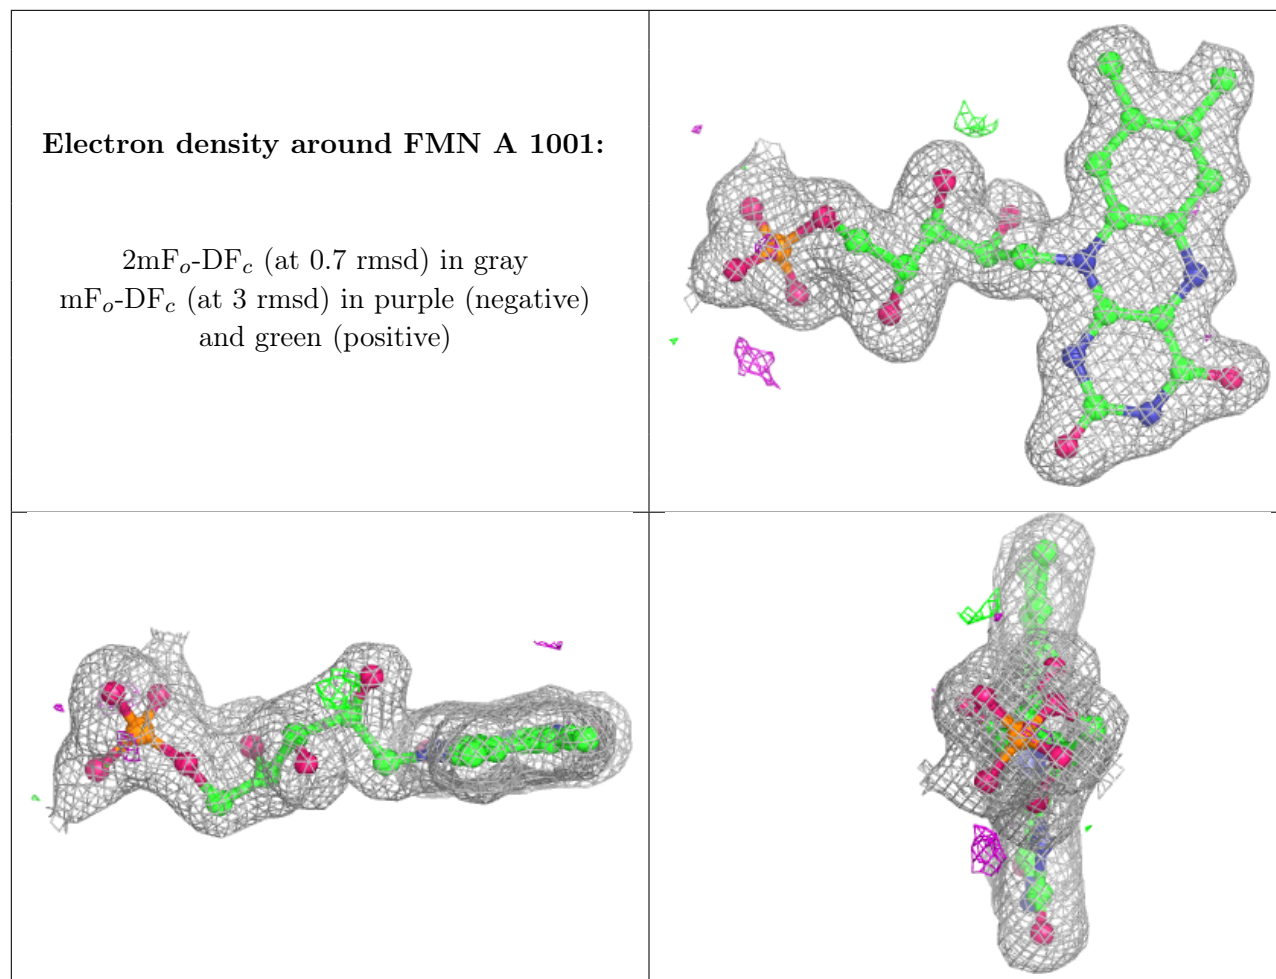 Electron density around FMN A 1001:
2mFₒ-DF𝒸 (at 0.7 rmsd) in gray
mFₒ-DF𝒸 (at 3 rmsd) in purple (negative)
and green (positive)